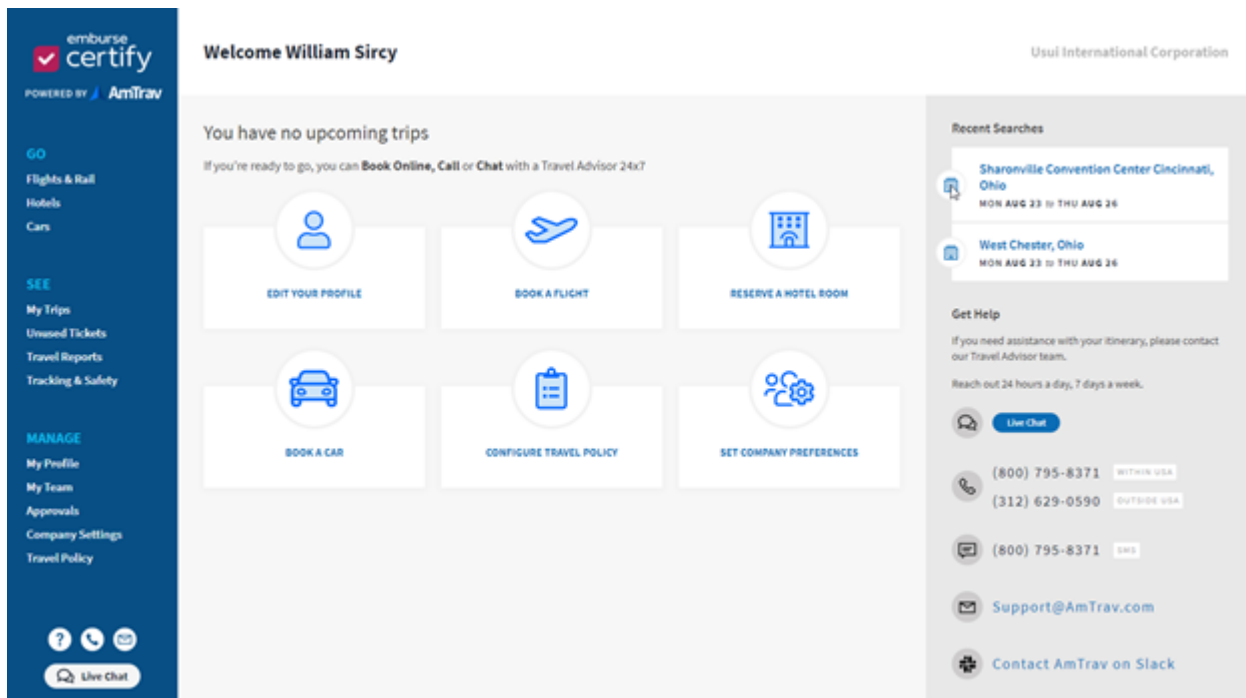 emburse
certify
POWERED BY AmTrav
GO
Flights & Rail
Hotels
Cars
SEE
My Trips
Unused Tickets
Travel Reports
Tracking & Safety
MANAGE
My Profile
My Team
Approvals
Company Settings
Travel Policy
?
Live Chat
Welcome William Sircy
Usui International Corporation
You have no upcoming trips
If you're ready to go, you can Book Online, Call or Chat with a Travel Advisor 24x7
EDIT YOUR PROFILE
BOOK A FLIGHT
RESERVE A HOTEL ROOM
BOOK A CAR
CONFIGURE TRAVEL POLICY
SET COMPANY PREFERENCES
Recent Searches
Sharonville Convention Center Cincinnati,
Ohio
MON AUG 23 to THU AUG 26
West Chester, Ohio
MON AUG 23 to THU AUG 26
Get Help
If you need assistance with your itinerary, please contact
our Travel Advisor team.
Reach out 24 hours a day, 7 days a week.
Live Chat
(800) 795-8371 WITHIN USA
(312) 629-0590 OUTSIDE USA
(800) 795-8371 SMS
Support@AmTrav.com
Contact AmTrav on Slack